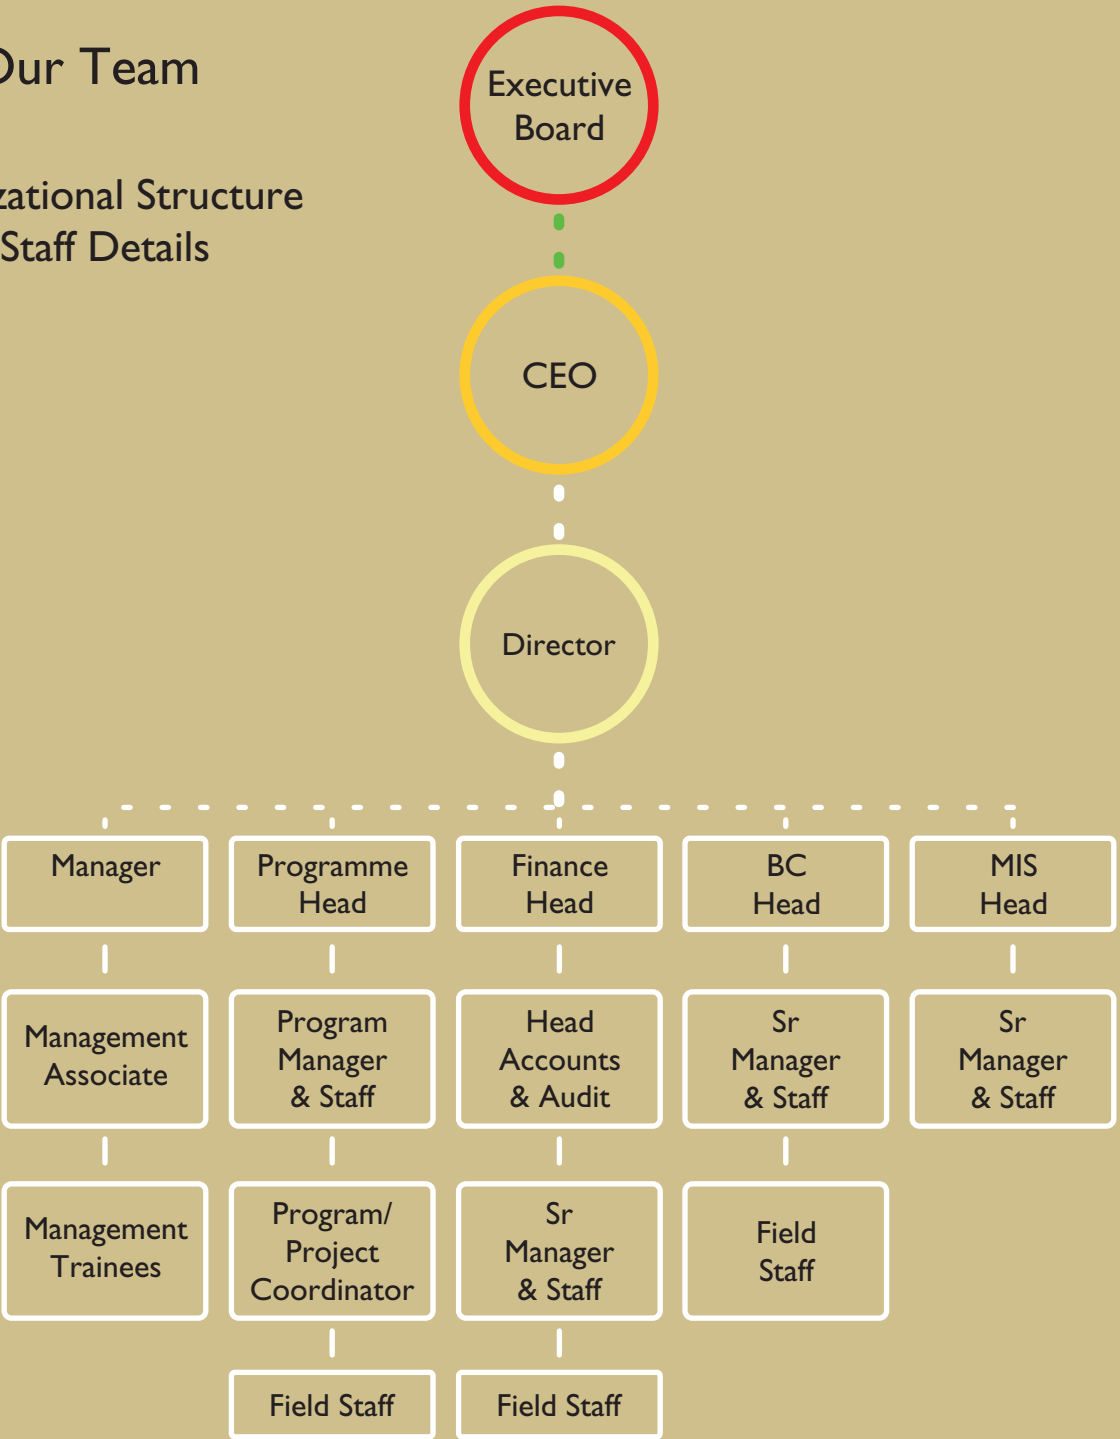 Our Team
Executive
Board
zational Structure
Staff Details
CEO
Director
Manager
Programme
Head
Finance
Head
BC
Head
MIS
Head
Management
Associate
Program
Manager
& Staff
Head
Accounts
& Audit
Sr
Manager
& Staff
Sr
Manager
& Staff
Management
Trainees
Program/
Project
Coordinator
Sr
Manager
& Staff
Field
Staff
Field Staff
Field Staff